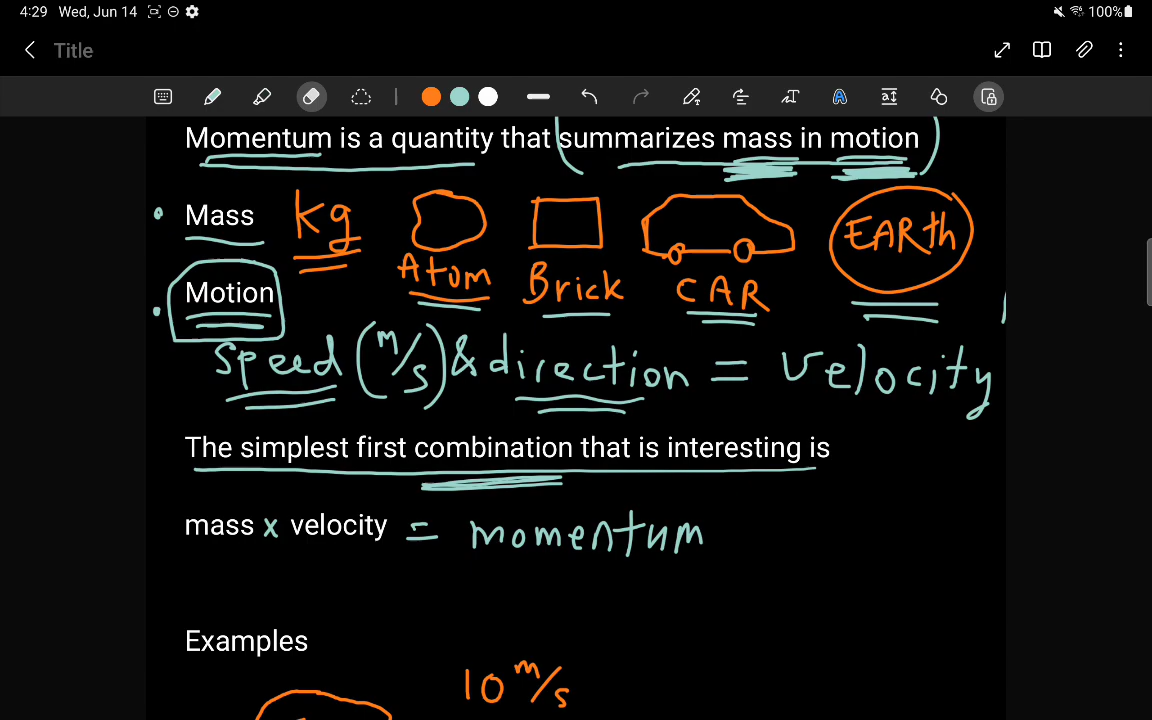 4:29 Wed, Jun 14 100%
Title
Momentum is a quantity that (summarizes mass in motion)
• Mass kg Atom Brick CAR EARth
• Motion
Speed (m/s) & direction = velocity
The simplest first combination that is interesting is
mass x velocity = momentum
Examples
10 m/s